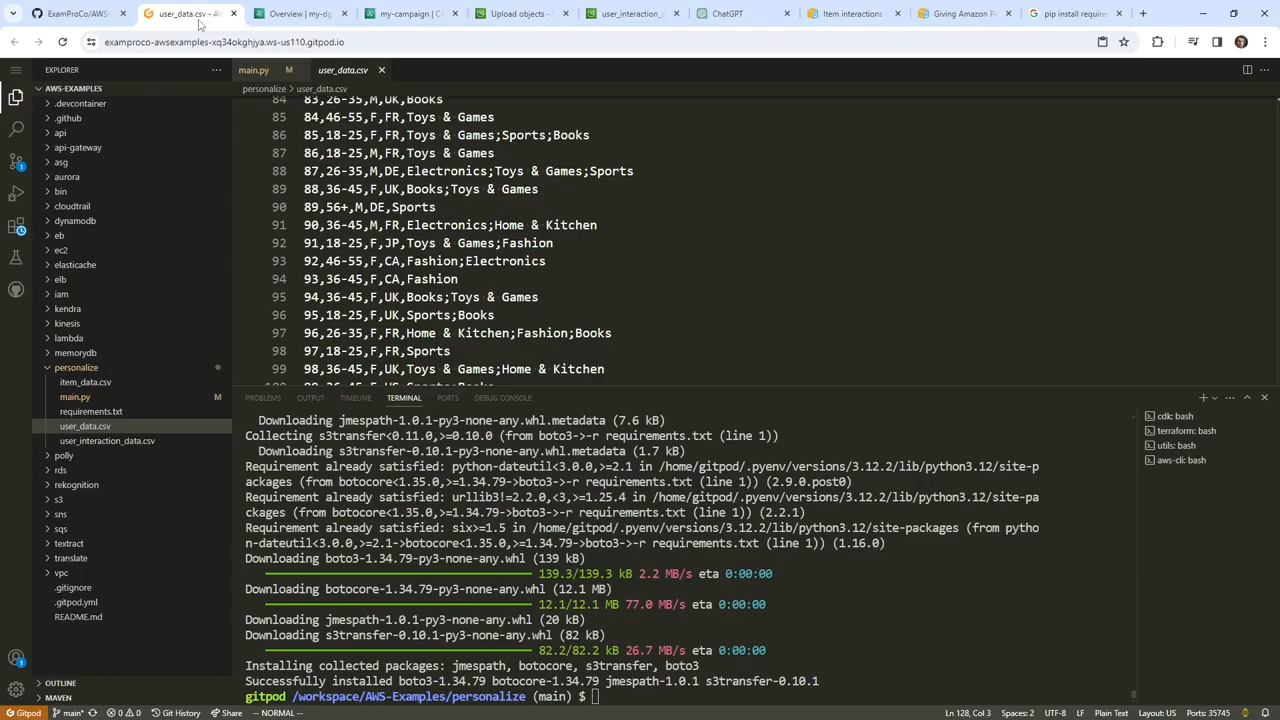 ExamProCo/AWS-
user_data.csv - AW
Overview | my-dg
my-campaign | C
Upload objects - S
user_interaction_d
ChatGPT
Item interactions
Giving Amazon P
pip install require
examproco-awsexamples-xq34okghjya.ws-us110.gitpod.io
EXPLORER
AWS-EXAMPLES
.devcontainer
.github
api
api-gateway
asg
aurora
bin
cloudtrail
dynamodb
eb
ec2
elasticache
elb
iam
kendra
kinesis
lambda
memorydb
personalize
item_data.csv
main.py M
requirements.txt
user_data.csv
user_interaction_data.csv
polly
rds
rekognition
s3
sns
sqs
textract
translate
vpc
.gitignore
.gitpod.yml
README.md
OUTLINE
MAVEN
main.py M
user_data.csv
personalize > user_data.csv
84 83,26-35,M,UK,Books
85 84,46-55,F,FR,Toys & Games
86 85,18-25,F,FR,Toys & Games;Sports;Books
87 86,18-25,M,FR,Toys & Games
88 87,26-35,M,DE,Electronics;Toys & Games;Sports
89 88,36-45,F,UK,Books;Toys & Games
90 89,56+,M,DE,Sports
91 90,36-45,M,FR,Electronics;Home & Kitchen
92 91,18-25,F,JP,Toys & Games;Fashion
93 92,46-55,F,CA,Fashion;Electronics
94 93,36-45,F,CA,Fashion
95 94,36-45,F,UK,Books;Toys & Games
96 95,18-25,F,UK,Sports;Books
97 96,26-35,F,FR,Home & Kitchen;Fashion;Books
98 97,18-25,F,FR,Sports
99 98,36-45,F,UK,Toys & Games;Home & Kitchen
100 99,36-45,F,US,Sports;Books
PROBLEMS OUTPUT TIMELINE TERMINAL PORTS DEBUG CONSOLE
Downloading jmespath-1.0.1-py3-none-any.whl.metadata (7.6 kB)
Collecting s3transfer<0.11.0,>=0.10.0 (from boto3->-r requirements.txt (line 1))
Downloading s3transfer-0.10.1-py3-none-any.whl.metadata (1.7 kB)
Requirement already satisfied: python-dateutil<3.0.0,>=2.1 in /home/gitpod/.pyenv/versions/3.12.2/lib/python3.12/site-p
ackages (from botocore<1.35.0,>=1.34.79->boto3->-r requirements.txt (line 1)) (2.9.0.post0)
Requirement already satisfied: urllib3!=2.2.0,<3,>=1.25.4 in /home/gitpod/.pyenv/versions/3.12.2/lib/python3.12/site-pa
ckages (from botocore<1.35.0,>=1.34.79->boto3->-r requirements.txt (line 1)) (2.2.1)
Requirement already satisfied: six>=1.5 in /home/gitpod/.pyenv/versions/3.12.2/lib/python3.12/site-packages (from pytho
n-dateutil<3.0.0,>=2.1->botocore<1.35.0,>=1.34.79->boto3->-r requirements.txt (line 1)) (1.16.0)
Downloading boto3-1.34.79-py3-none-any.whl (139 kB)
139.3/139.3 kB 2.2 MB/s eta 0:00:00
Downloading botocore-1.34.79-py3-none-any.whl (12.1 MB)
12.1/12.1 MB 77.0 MB/s eta 0:00:00
Downloading jmespath-1.0.1-py3-none-any.whl (20 kB)
Downloading s3transfer-0.10.1-py3-none-any.whl (82 kB)
82.2/82.2 kB 26.7 MB/s eta 0:00:00
Installing collected packages: jmespath, botocore, s3transfer, boto3
Successfully installed boto3-1.34.79 botocore-1.34.79 jmespath-1.0.1 s3transfer-0.10.1
gitpod /workspace/AWS-Examples/personalize (main) $
cdk: bash
terraform: bash
utils: bash
aws-cli: bash
Gitpod main* 0 0 Git History Share -- NORMAL -- Ln 128, Col 3 Spaces: 2 UTF-8 LF Plain Text Layout: US Ports: 35745